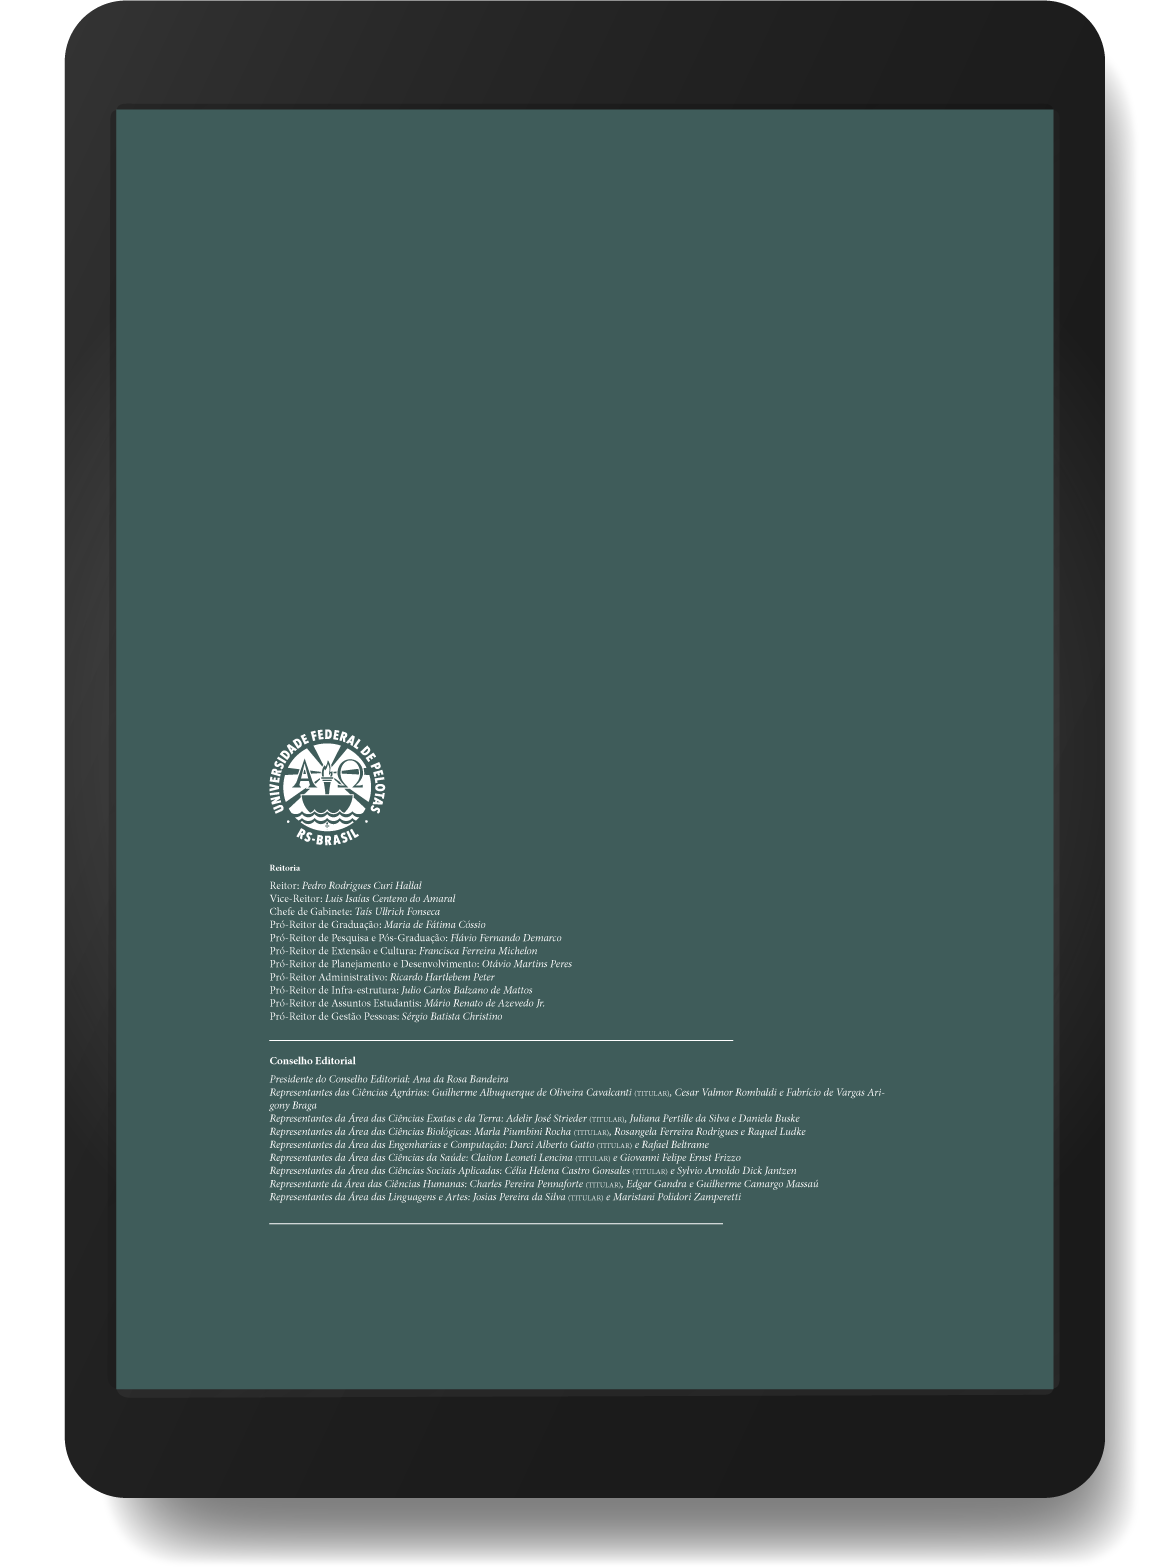 UNIVERSIDADE FEDERAL DE PELOTAS
Α Ω
· RS-BRASIL ·
Reitoria
Reitor: Pedro Rodrigues Curi Hallal
Vice-Reitor: Luis Isaías Centeno do Amaral
Chefe de Gabinete: Taís Ullrich Fonseca
Pró-Reitor de Graduação: Maria de Fátima Cóssio
Pró-Reitor de Pesquisa e Pós-Graduação: Flávio Fernando Demarco
Pró-Reitor de Extensão e Cultura: Francisca Ferreira Michelon
Pró-Reitor de Planejamento e Desenvolvimento: Otávio Martins Peres
Pró-Reitor Administrativo: Ricardo Hartlebem Peter
Pró-Reitor de Infra-estrutura: Julio Carlos Balzano de Mattos
Pró-Reitor de Assuntos Estudantis: Mário Renato de Azevedo Jr.
Pró-Reitor de Gestão Pessoas: Sérgio Batista Christino
Conselho Editorial
Presidente do Conselho Editorial: Ana da Rosa Bandeira
Representantes das Ciências Agrárias: Guilherme Albuquerque de Oliveira Cavalcanti (TITULAR), Cesar Valmor Rombaldi e Fabrício de Vargas Ari-
gony Braga
Representantes da Área das Ciências Exatas e da Terra: Adelir José Strieder (TITULAR), Juliana Pertille da Silva e Daniela Buske
Representantes da Área das Ciências Biológicas: Marla Piumbini Rocha (TITULAR), Rosangela Ferreira Rodrigues e Raquel Ludke
Representantes da Área das Engenharias e Computação: Darci Alberto Gatto (TITULAR) e Rafael Beltrame
Representantes da Área das Ciências da Saúde: Claiton Leoneti Lencina (TITULAR) e Giovanni Felipe Ernst Frizzo
Representantes da Área das Ciências Sociais Aplicadas: Célia Helena Castro Gonsales (TITULAR) e Sylvio Arnoldo Dick Jantzen
Representante da Área das Ciências Humanas: Charles Pereira Pennaforte (TITULAR), Edgar Gandra e Guilherme Camargo Massaú
Representantes da Área das Linguagens e Artes: Josias Pereira da Silva (TITULAR) e Maristani Polidori Zamperetti